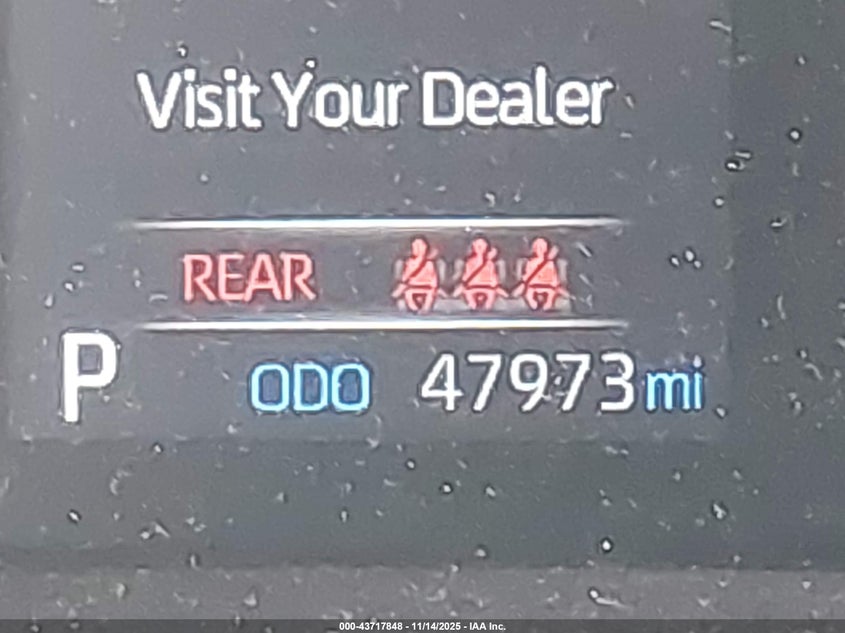 Visit Your Dealer
REAR
P ODO 47973 mi
000-43717848 - 11/14/2025 - IAA Inc.